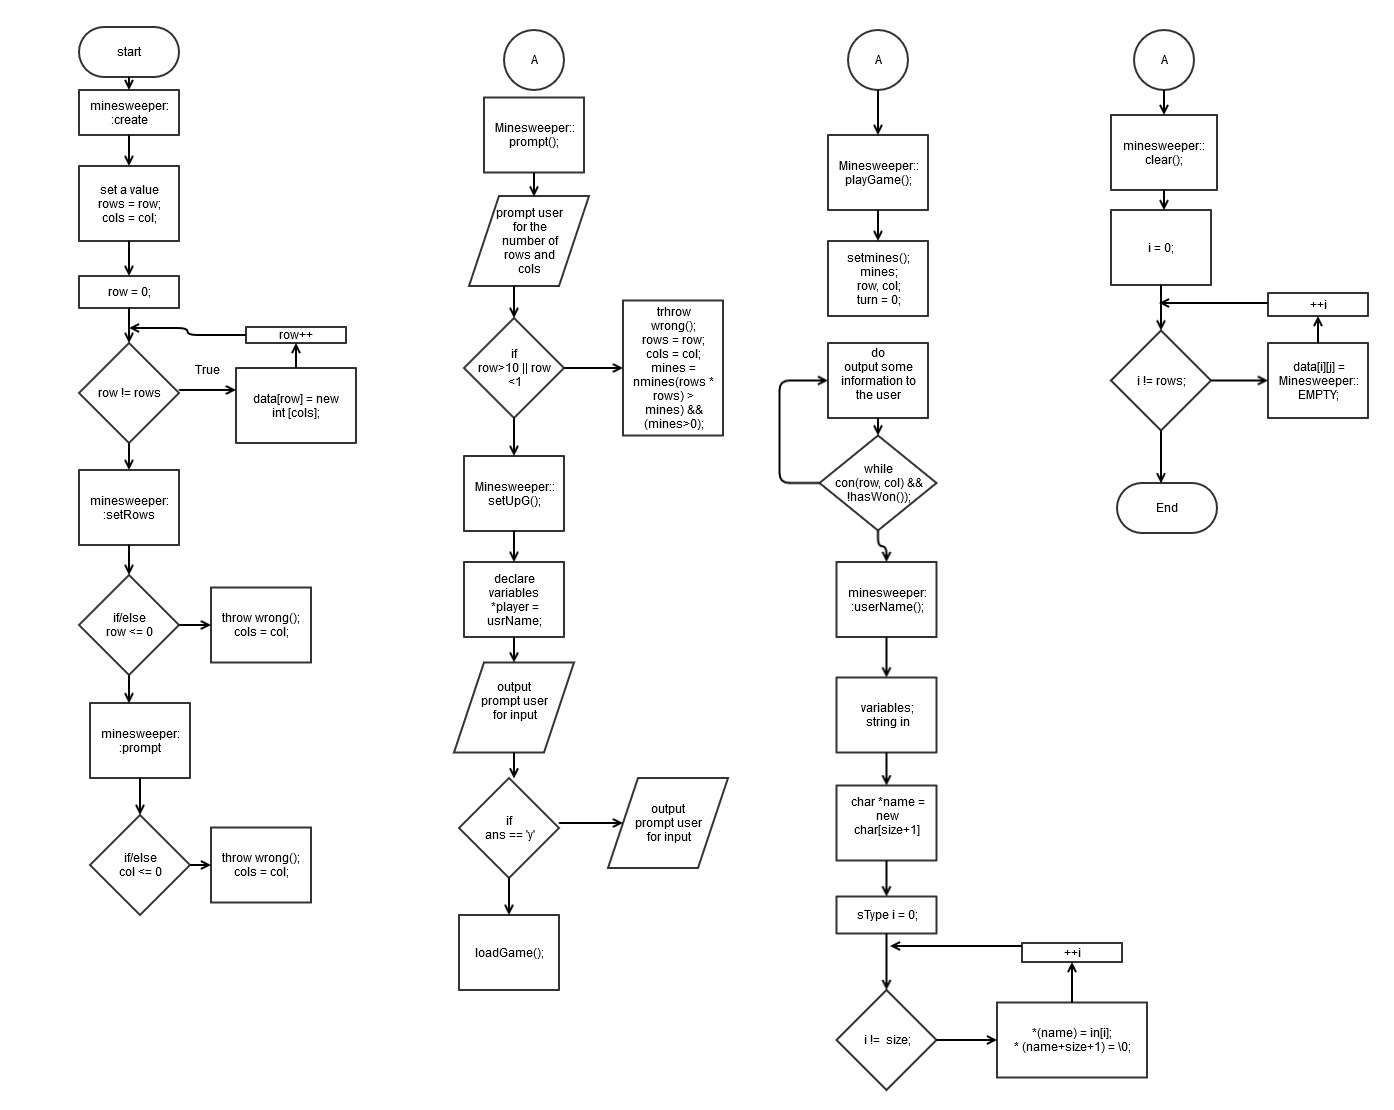 start
minesweeper:
:create
set a value
rows = row;
cols = col;
row = 0;
row++
True
row != rows
data[row] = new
int [cols];
minesweeper:
:setRows
if/else
row <= 0
throw wrong();
cols = col;
minesweeper:
:prompt
if/else
col <= 0
throw wrong();
cols = col;
A
Minesweeper::
prompt();
prompt user
for the
number of
rows and
cols
if
row>10 || row
<1
trhrow
wrong();
rows = row;
cols = col;
mines =
nmines(rows *
rows) >
mines) &&
(mines>0);
Minesweeper::
setUpG();
declare
variables
*player =
usrName;
output
prompt user
for input
if
ans == 'y'
output
prompt user
for input
loadGame();
A
Minesweeper::
playGame();
setmines();
mines;
row, col;
turn = 0;
do
output some
information to
the user
while
con(row, col) &&
!hasWon());
minesweeper:
:userName();
variables;
string in
char *name =
new
char[size+1]
sType i = 0;
++i
i != size;
*(name) = in[i];
* (name+size+1) = \0;
A
minesweeper::
clear();
i = 0;
++i
i != rows;
data[i][j] =
Minesweeper::
EMPTY;
End